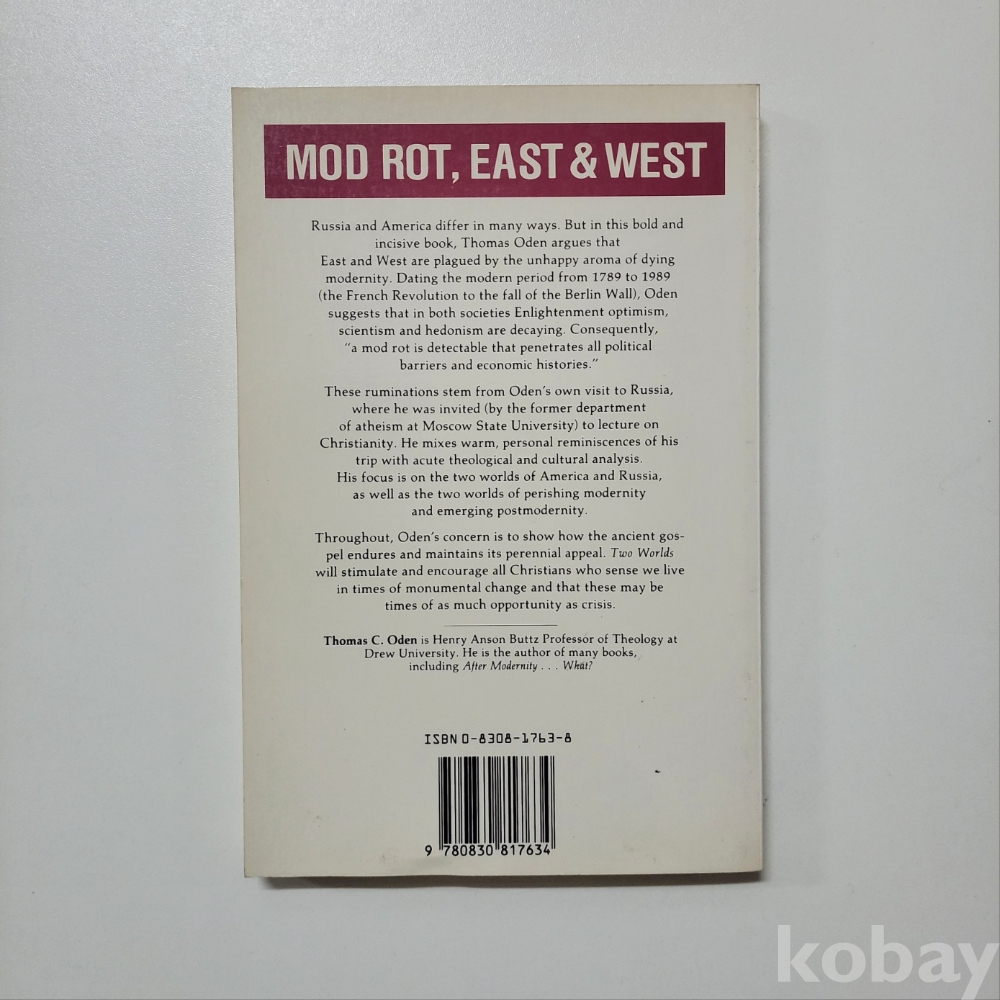 MOD ROT, EAST & WEST
Russia and America differ in many ways. But in this bold and
incisive book, Thomas Oden argues that
East and West are plagued by the unhappy aroma of dying
modernity. Dating the modern period from 1789 to 1989
(the French Revolution to the fall of the Berlin Wall), Oden
suggests that in both societies Enlightenment optimism,
scientism and hedonism are decaying. Consequently,
"a mod rot is detectable that penetrates all political
barriers and economic histories."
These ruminations stem from Oden's own visit to Russia,
where he was invited (by the former department
of atheism at Moscow State University) to lecture on
Christianity. He mixes warm, personal reminiscences of his
trip with acute theological and cultural analysis.
His focus is on the two worlds of America and Russia,
as well as the two worlds of perishing modernity
and emerging postmodernity.
Throughout, Oden's concern is to show how the ancient gos-
pel endures and maintains its perennial appeal. Two Worlds
will stimulate and encourage all Christians who sense we live
in times of monumental change and that these may be
times of as much opportunity as crisis.
Thomas C. Oden is Henry Anson Buttz Professor of Theology at
Drew University. He is the author of many books,
including After Modernity . . . What?
ISBN 0-8308-1763-8
9 780830 817634
kobay